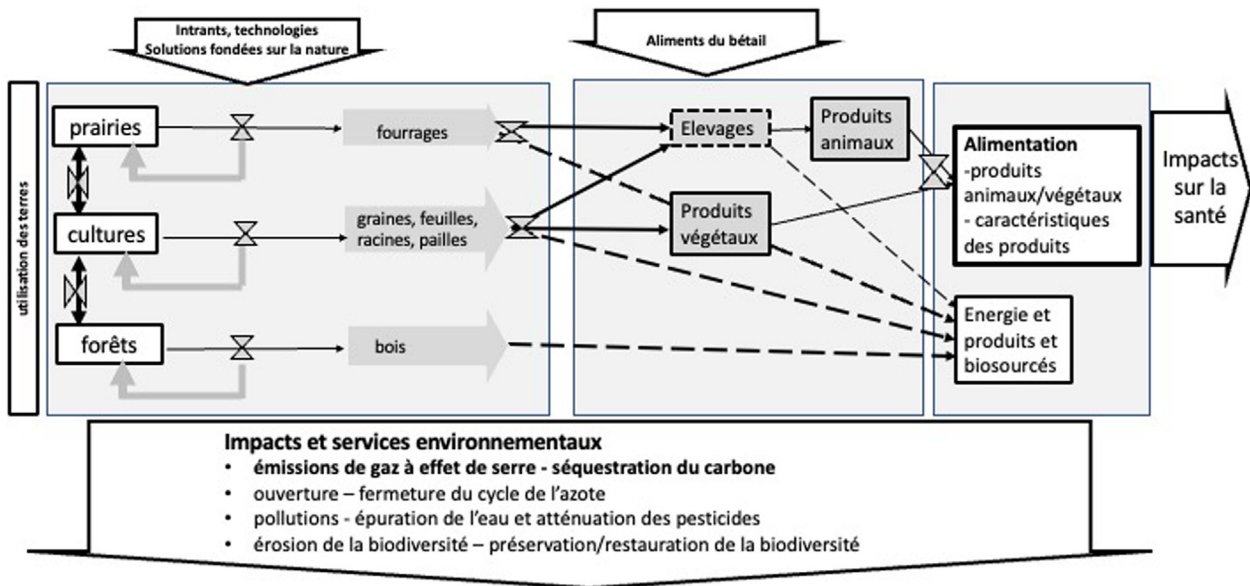 Intrants, technologies
Solutions fondées sur la nature
Aliments du bétail
utilisation des terres
prairies
fourrages
Elevages
Produits
animaux
Alimentation
-produits
animaux/végétaux
- caractéristiques
des produits
Impacts
sur la
santé
cultures
graines, feuilles,
racines, pailles
Produits
végétaux
forêts
bois
Energie et
produits et
biosourcés
Impacts et services environnementaux
• émissions de gaz à effet de serre - séquestration du carbone
• ouverture – fermeture du cycle de l'azote
• pollutions - épuration de l'eau et atténuation des pesticides
• érosion de la biodiversité – préservation/restauration de la biodiversité